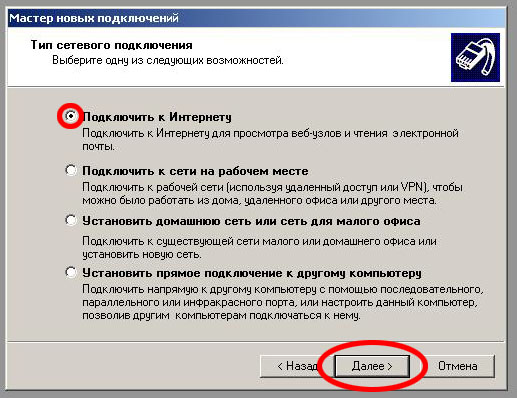 Мастер новых подключений
Тип сетевого подключения
Выберите одну из следующих возможностей.
Подключить к Интернету
Подключить к Интернету для просмотра веб-узлов и чтения электронной
почты.
Подключить к сети на рабочем месте
Подключить к рабочей сети (используя удаленный доступ или VPN), чтобы
можно было работать из дома, удаленного офиса или другого места.
Установить домашнюю сеть или сеть для малого офиса
Подключить к существующей сети малого или домашнего офиса или
установить новую сеть.
Установить прямое подключение к другому компьютеру
Подключить напрямую к другому компьютеру с помощью последовательного,
параллельного или инфракрасного порта, или настроить данный компьютер,
позволив другим компьютерам подключаться к нему.
< Назад Далее > Отмена